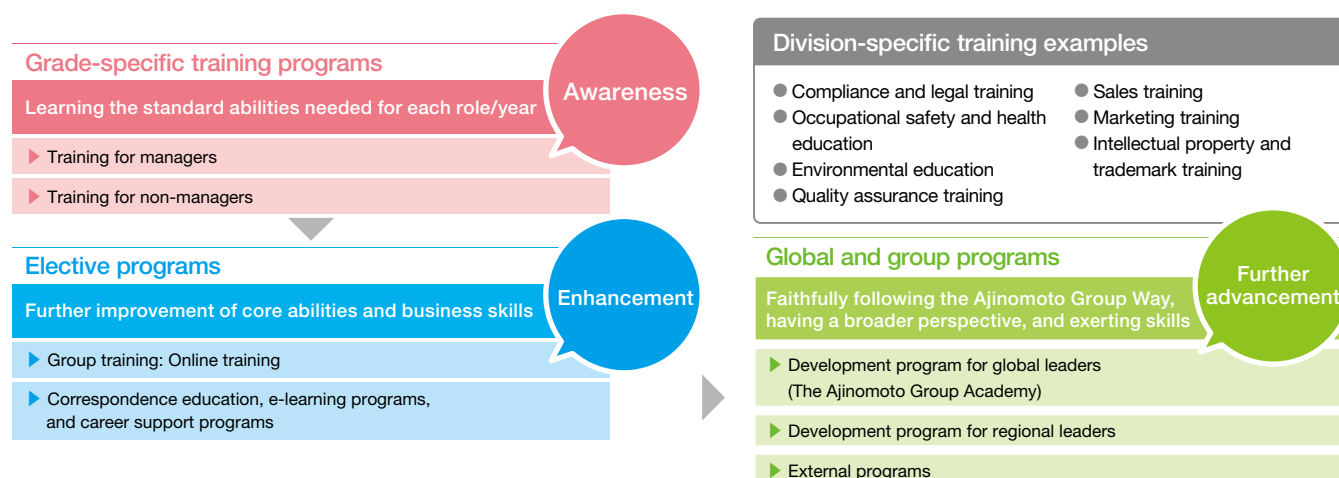 Grade-specific training programs
Awareness
Learning the standard abilities needed for each role/year
Training for managers
Training for non-managers
Elective programs
Enhancement
Further improvement of core abilities and business skills
Group training: Online training
Correspondence education, e-learning programs,
and career support programs
Division-specific training examples
Compliance and legal training
Occupational safety and health
education
Environmental education
Quality assurance training
Sales training
Marketing training
Intellectual property and
trademark training
Global and group programs
Further
advancement
Faithfully following the Ajinomoto Group Way,
having a broader perspective, and exerting skills
Development program for global leaders
(The Ajinomoto Group Academy)
Development program for regional leaders
External programs